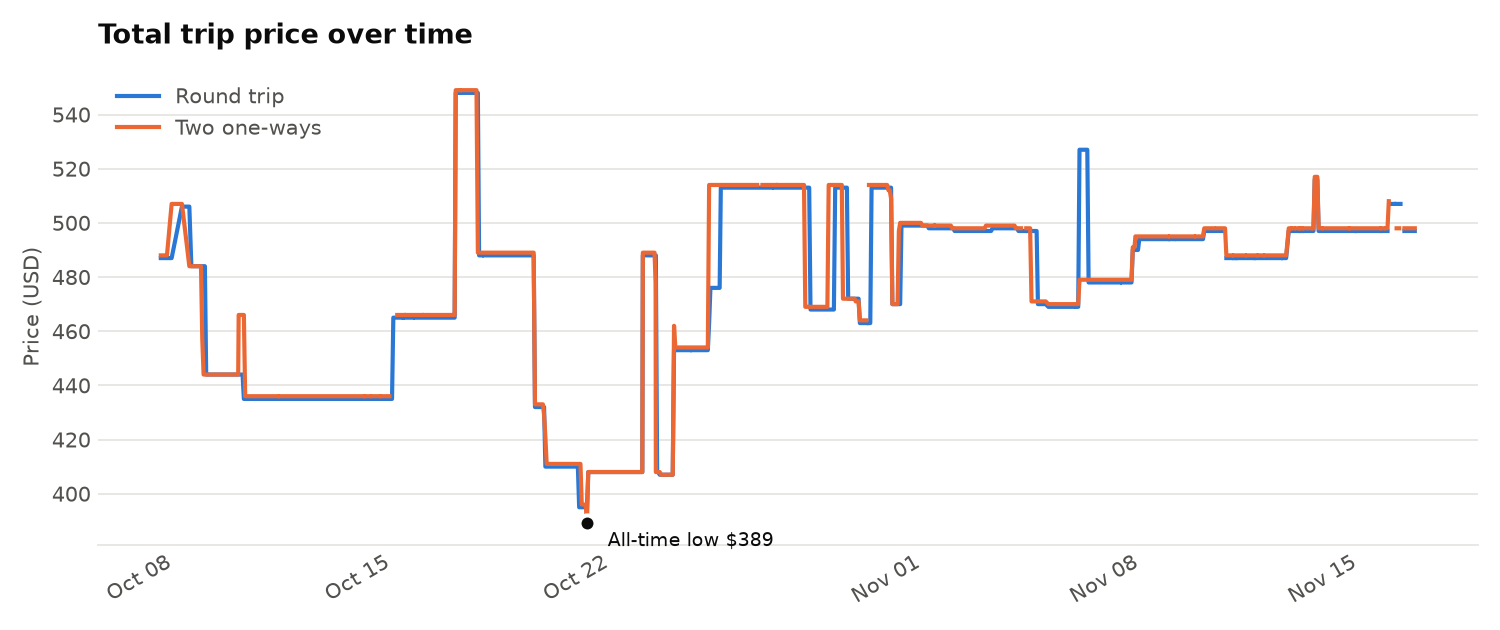 Total trip price over time
Round trip
Two one-ways
Price (USD)
540
520
500
480
460
440
420
400
All-time low $389
Oct 08
Oct 15
Oct 22
Nov 01
Nov 08
Nov 15